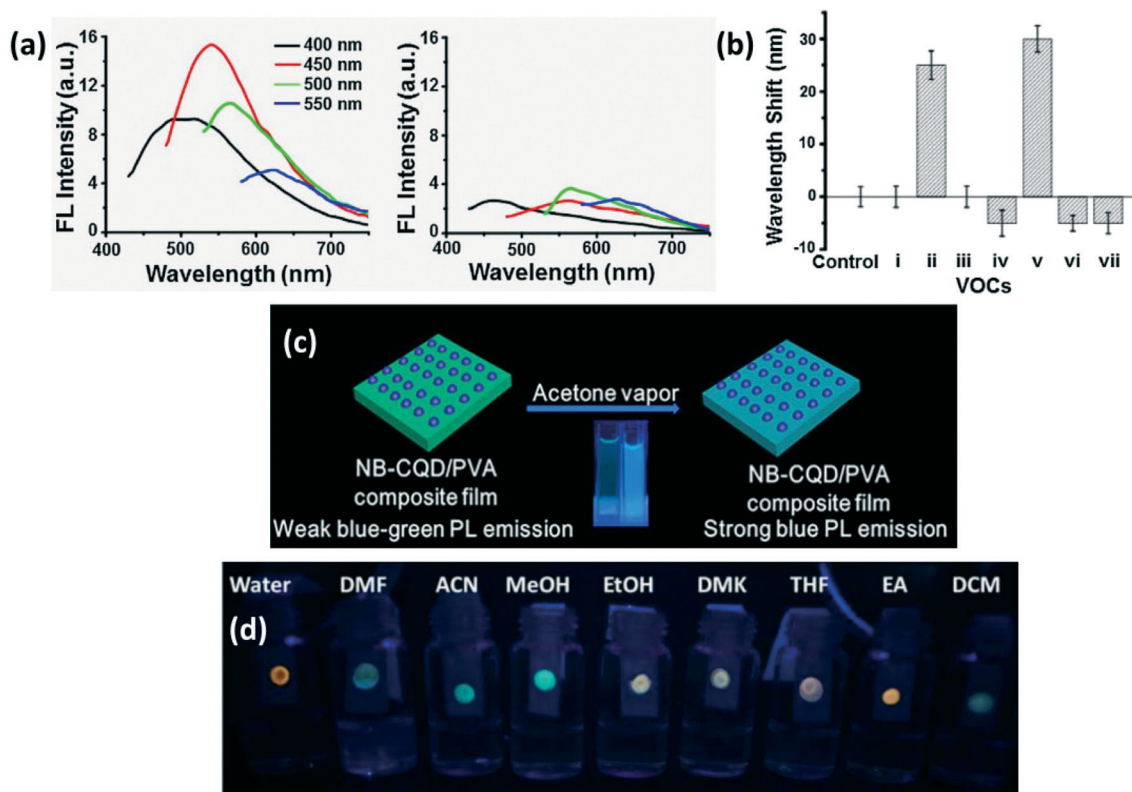 (a)
16
12
8
4
0
FL Intensity (a.u.)
500 600 700
Wavelength (nm)
400 nm
450 nm
500 nm
550 nm
16
12
8
4
0
FL Intensity (a.u.)
500 600 700
Wavelength (nm)
(b)
30
20
10
0
-10
Wavelength Shift (nm)
Control i ii iii iv v vi vii
VOCs
(c)
Acetone vapor
NB-CQD/PVA
composite film
Weak blue-green PL emission
NB-CQD/PVA
composite film
Strong blue PL emission
Water DMF ACN MeOH EtOH DMK THF EA DCM
(d)